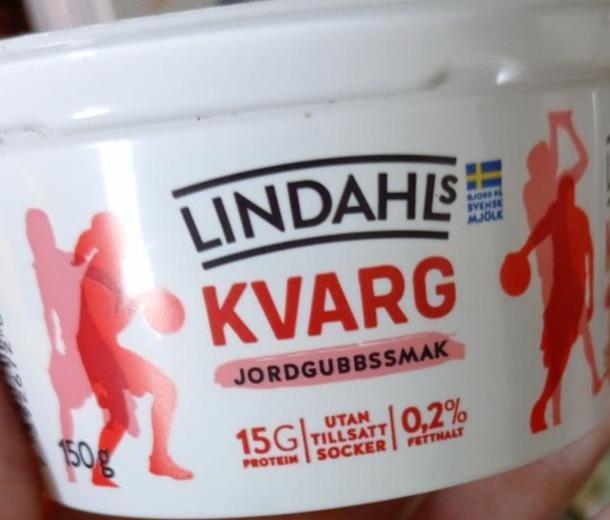 LINDAHLS
GJORD PÅ
SVENSK
MJÖLK
KVARG
JORDGUBBSSMAK
15G
PROTEIN
UTAN
TILLSATT
SOCKER
0,2%
FETTHALT
150g